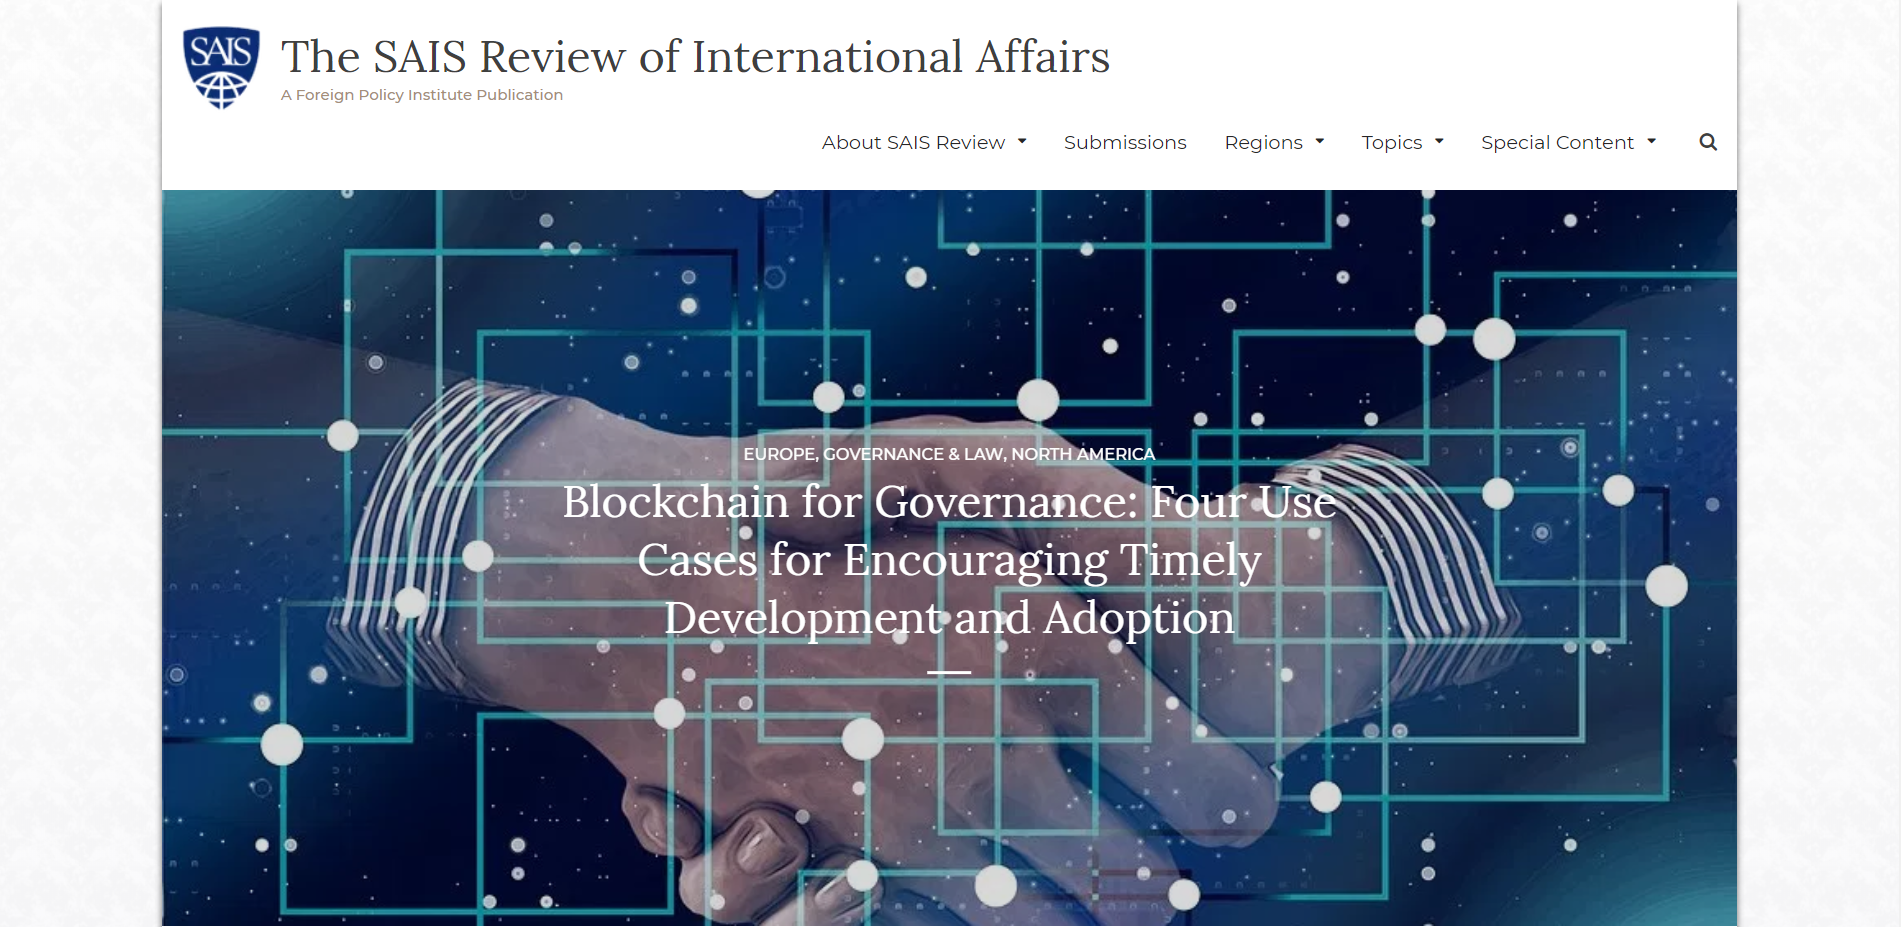 SAIS
The SAIS Review of International Affairs
A Foreign Policy Institute Publication
About SAIS Review
Submissions
Regions
Topics
Special Content
EUROPE, GOVERNANCE & LAW, NORTH AMERICA
Blockchain for Governance: Four Use
Cases for Encouraging Timely
Development and Adoption